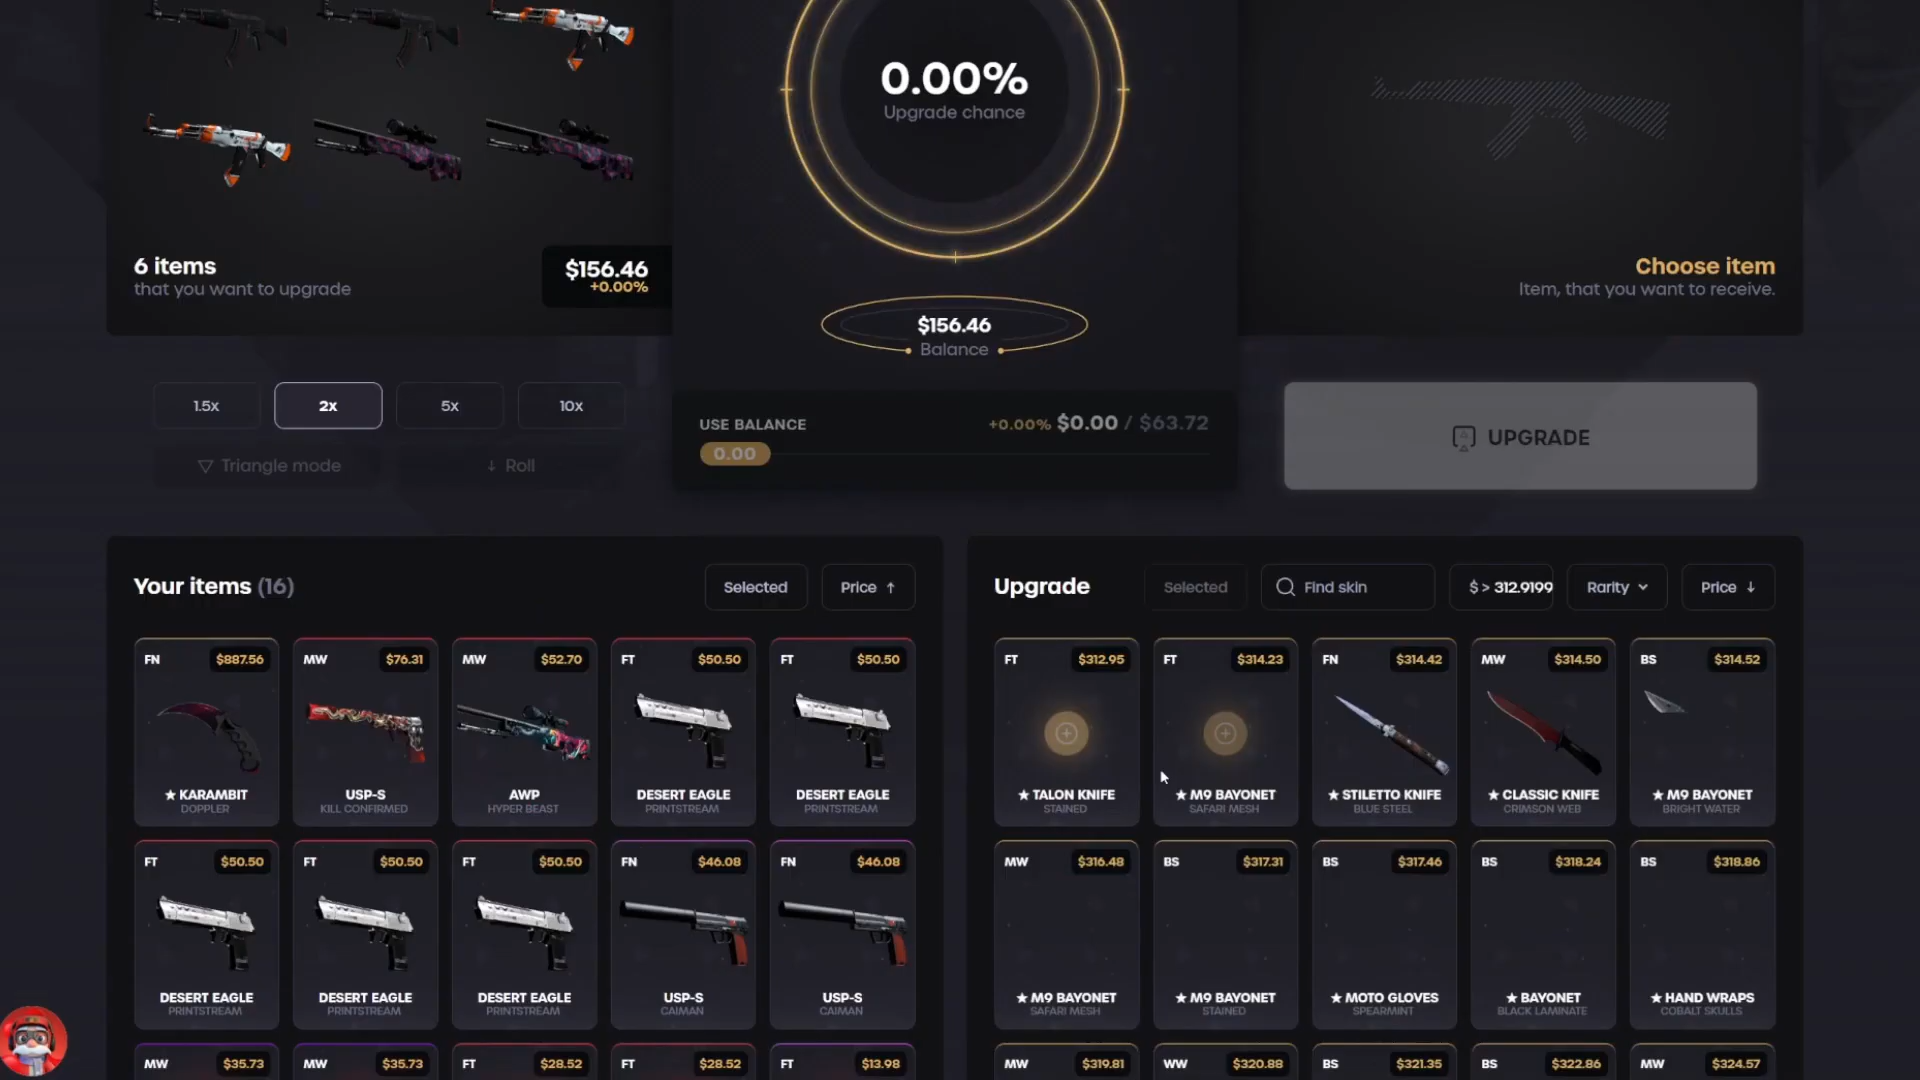 0.00%
Upgrade chance
6 items
that you want to upgrade
$156.46
+0.00%
$156.46
Balance
Choose item
Item, that you want to receive.
1.5x
2x
5x
10x
Triangle mode
Roll
USE BALANCE
+0.00% $0.00 / $63.72
0.00
UPGRADE
Your items (16)
Selected
Price
FN $887.56
★ KARAMBIT
DOPPLER
MW $76.31
USP-S
KILL CONFIRMED
MW $52.70
AWP
HYPER BEAST
FT $50.50
DESERT EAGLE
PRINTSTREAM
FT $50.50
DESERT EAGLE
PRINTSTREAM
FT $50.50
DESERT EAGLE
PRINTSTREAM
FT $50.50
DESERT EAGLE
PRINTSTREAM
FT $50.50
DESERT EAGLE
PRINTSTREAM
FN $46.08
USP-S
CAIMAN
FN $46.08
USP-S
CAIMAN
MW $35.73
MW $35.73
FT $28.52
FT $28.52
FT $13.98
Upgrade
Selected
Find skin
$ > 312.9199
Rarity
Price
FT $312.95
★ TALON KNIFE
STAINED
FT $314.23
★ M9 BAYONET
SAFARI MESH
FN $314.42
★ STILETTO KNIFE
BLUE STEEL
MW $314.50
★ CLASSIC KNIFE
CRIMSON WEB
BS $314.52
★ M9 BAYONET
BRIGHT WATER
MW $316.48
★ M9 BAYONET
SAFARI MESH
BS $317.31
★ M9 BAYONET
STAINED
BS $317.46
★ MOTO GLOVES
SPEARMINT
BS $318.24
★ BAYONET
BLACK LAMINATE
BS $318.86
★ HAND WRAPS
COBALT SKULLS
MW $319.81
WW $320.88
BS $321.35
BS $322.86
MW $324.57